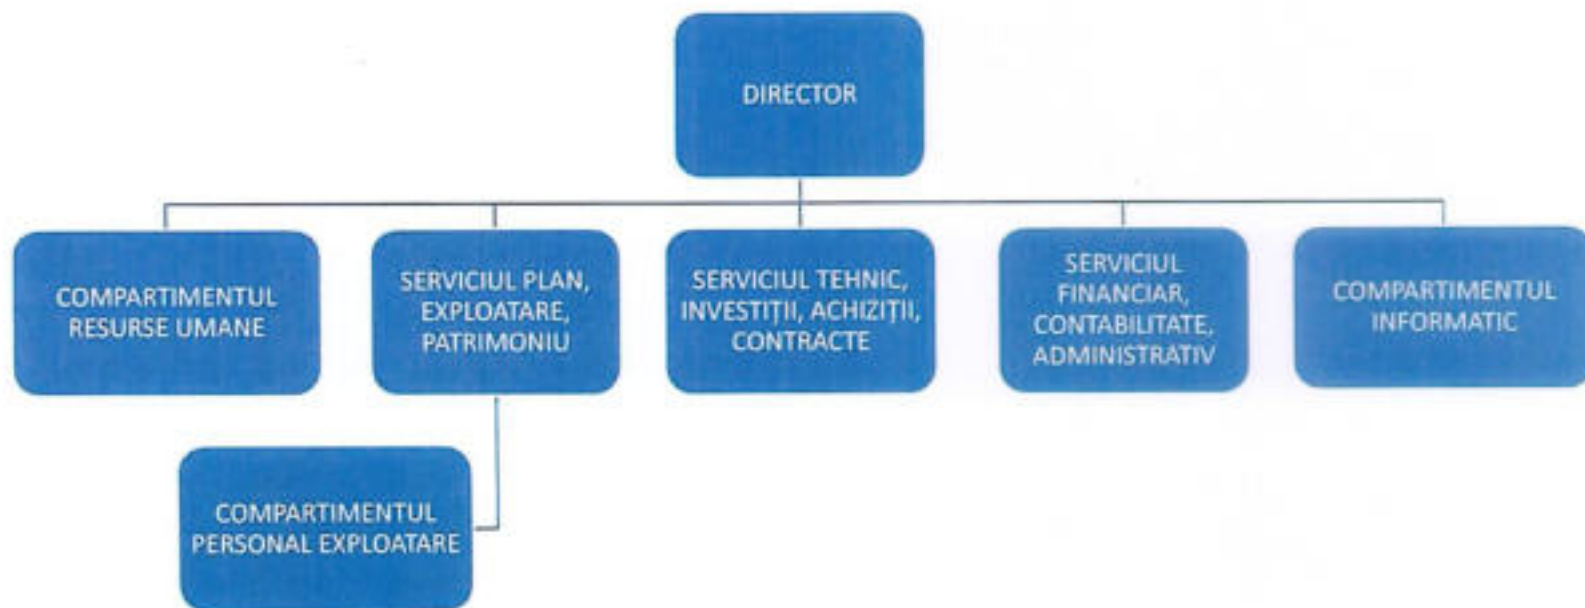 DIRECTOR
COMPARTIMENTUL
RESURSE UMANE
SERVICIUL PLAN,
EXPLOATARE,
PATRIMONIU
SERVICIUL TEHNIC,
INVESTIȚII, ACHIZIȚII,
CONTRACTE
SERVICIUL
FINANCIAR,
CONTABILITATE,
ADMINISTRATIV
COMPARTIMENTUL
INFORMATIC
COMPARTIMENTUL
PERSONAL EXPLOATARE